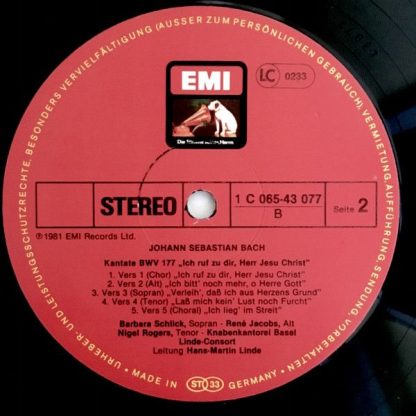 EMI
LC 0233
Die Stimme seines Herrn
STEREO
1 C 065-43 077
B
Seite 2
℗1981 EMI Records Ltd.
JOHANN SEBASTIAN BACH
Kantate BWV 177 „Ich ruf zu dir, Herr Jesu Christ"
1. Vers 1 (Chor) „Ich ruf zu dir, Herr Jesu Christ"
2. Vers 2 (Alt) „Ich bitt' noch mehr, o Herre Gott"
3. Vers 3 (Sopran) „Verleih', daß ich aus Herzens Grund"
4. Vers 4 (Tenor) „Laß mich kein' Lust noch Furcht"
5. Vers 5 (Choral) „Ich lieg' im Streit"
Barbara Schlick, Sopran - René Jacobs, Alt
Nigel Rogers, Tenor - Knabenkantorei Basel
Linde-Consort
Leitung Hans-Martin Linde
URHEBER- UND LEISTUNGSSCHUTZRECHTE, BESONDERS VERVIELFÄLTIGUNG (AUSSER ZUM PERSÖNLICHEN GEBRAUCH), VERMIETUNG, AUFFÜHRUNG, SENDUNG, VORBEHALTEN
• MADE IN ST 33 GERMANY •